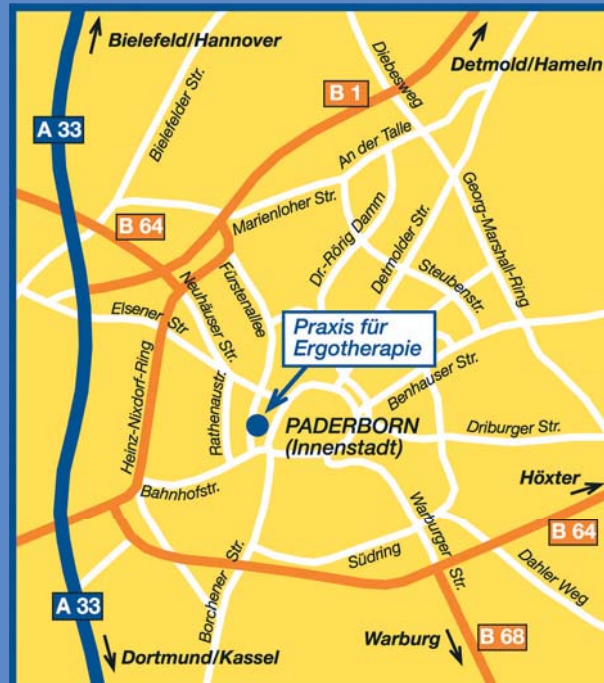 Bielefeld/Hannover
Detmold/Hameln
Diebesweg
B 1
A 33
Bielefelder Str.
An der Talle
Georg-Marshall-Ring
Marienloher Str.
B 64
Dr.-Rörig Damm
Detmolder Str.
Steubenstr.
Fürstenallee
Neuhäuser Str.
Elsener Str
Praxis für
Ergotherapie
Heinz-Nixdorf-Ring
Rathenaustr.
Benhauser Str.
PADERBORN
(Innenstadt)
Driburger Str.
Bahnhofstr.
Höxter
Warburger Str.
B 64
Südring
Borchener Str.
Dahler Weg
A 33
Warburg
B 68
Dortmund/Kassel